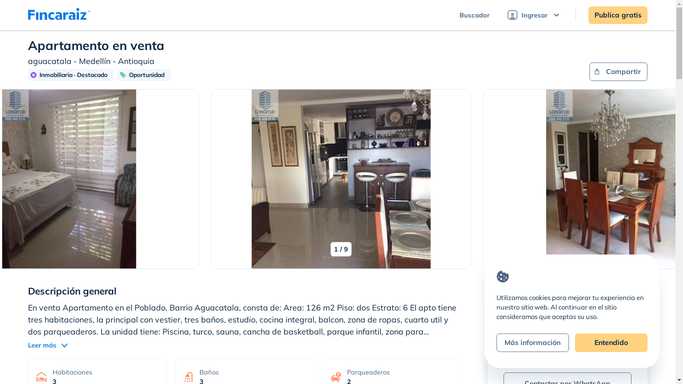 Fincaraiz
Buscador
Ingresar
Publica gratis
Apartamento en venta
aguacatala - Medellín - Antioquia
Inmobiliaria - Destacado
Oportunidad
Compartir
1 / 9
Descripción general
En venta Apartamento en el Poblado, Barrio Aguacatala, consta de: Area: 126 m2 Piso: dos Estrato: 6 El apto tiene
tres habitaciones, la principal con vestier, tres baños, estudio, cocina integral, balcon, zona de ropas, cuarto util y
dos parqueaderos. La unidad tiene: Piscina, turco, sauna, cancha de basketball, parque infantil, zona para...
Leer más
Habitaciones
3
Baños
3
Parqueaderos
2
Utilizamos cookies para mejorar tu experiencia en
nuestro sitio web. Al continuar en el sitio
consideramos que aceptas su uso.
Más información
Entendido
Contactar por WhatsApp